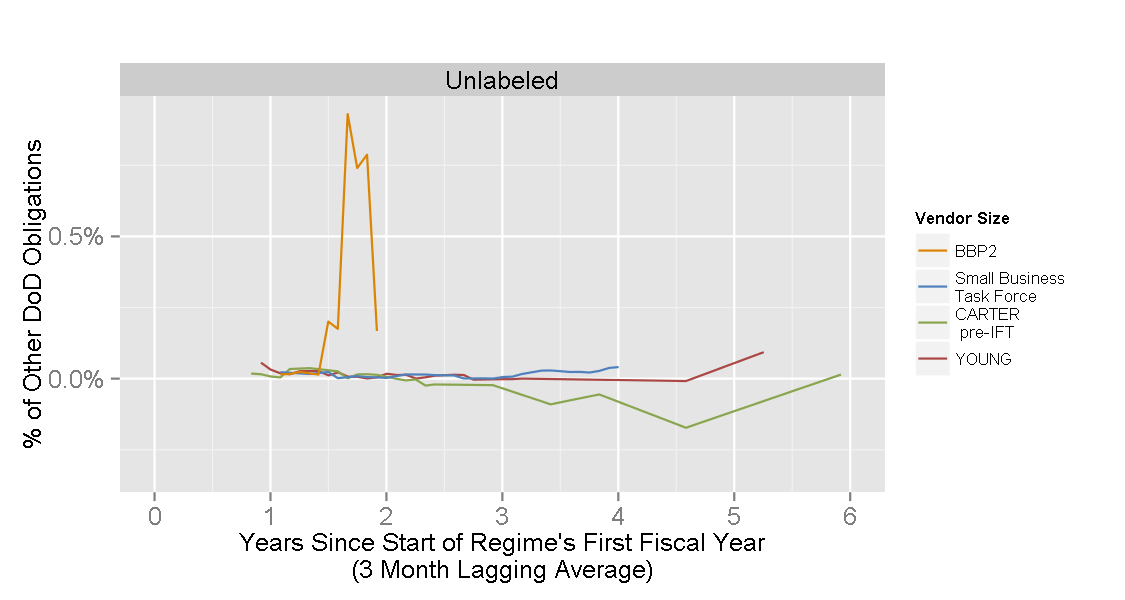 Unlabeled
% of Other DoD Obligations
0.5%
0.0%
0 1 2 3 4 5 6
Years Since Start of Regime's First Fiscal Year
(3 Month Lagging Average)
Vendor Size
BBP2
Small Business
Task Force
CARTER
pre-IFT
YOUNG